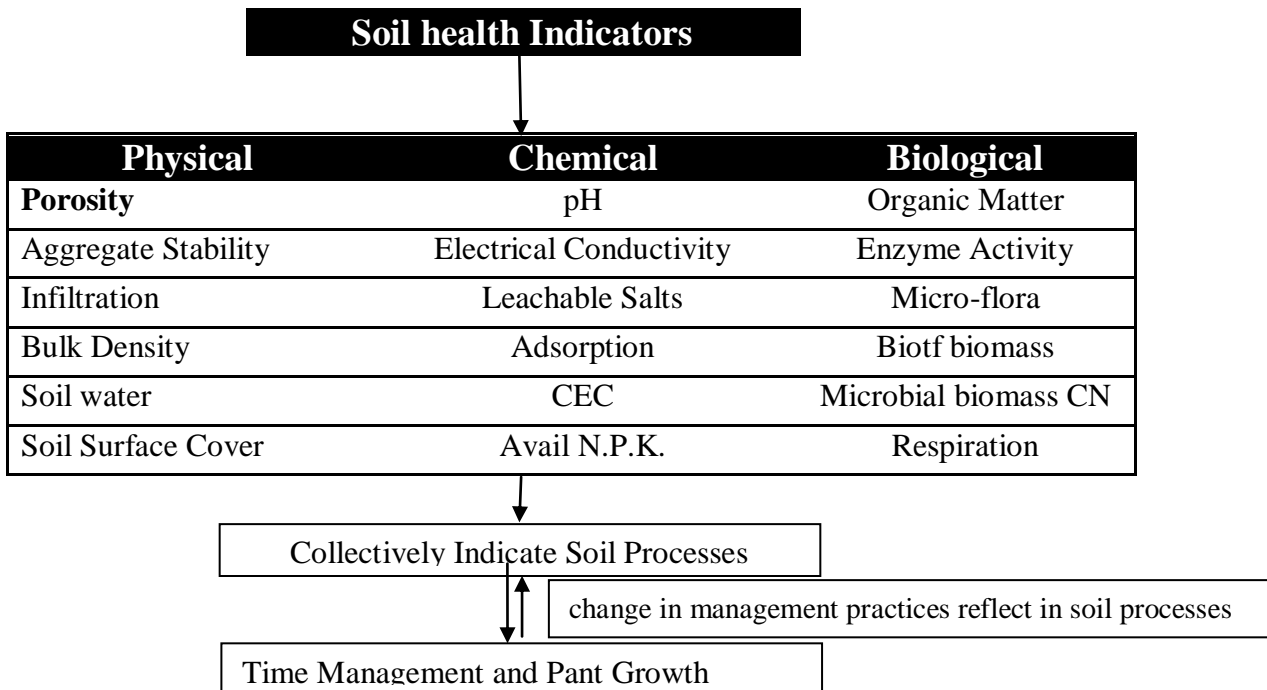 Soil health Indicators
Physical Chemical Biological
Porosity pH Organic Matter
Aggregate Stability Electrical Conductivity Enzyme Activity
Infiltration Leachable Salts Micro-flora
Bulk Density Adsorption Biotf biomass
Soil water CEC Microbial biomass CN
Soil Surface Cover Avail N.P.K. Respiration
Collectively Indicate Soil Processes
change in management practices reflect in soil processes
Time Management and Pant Growth